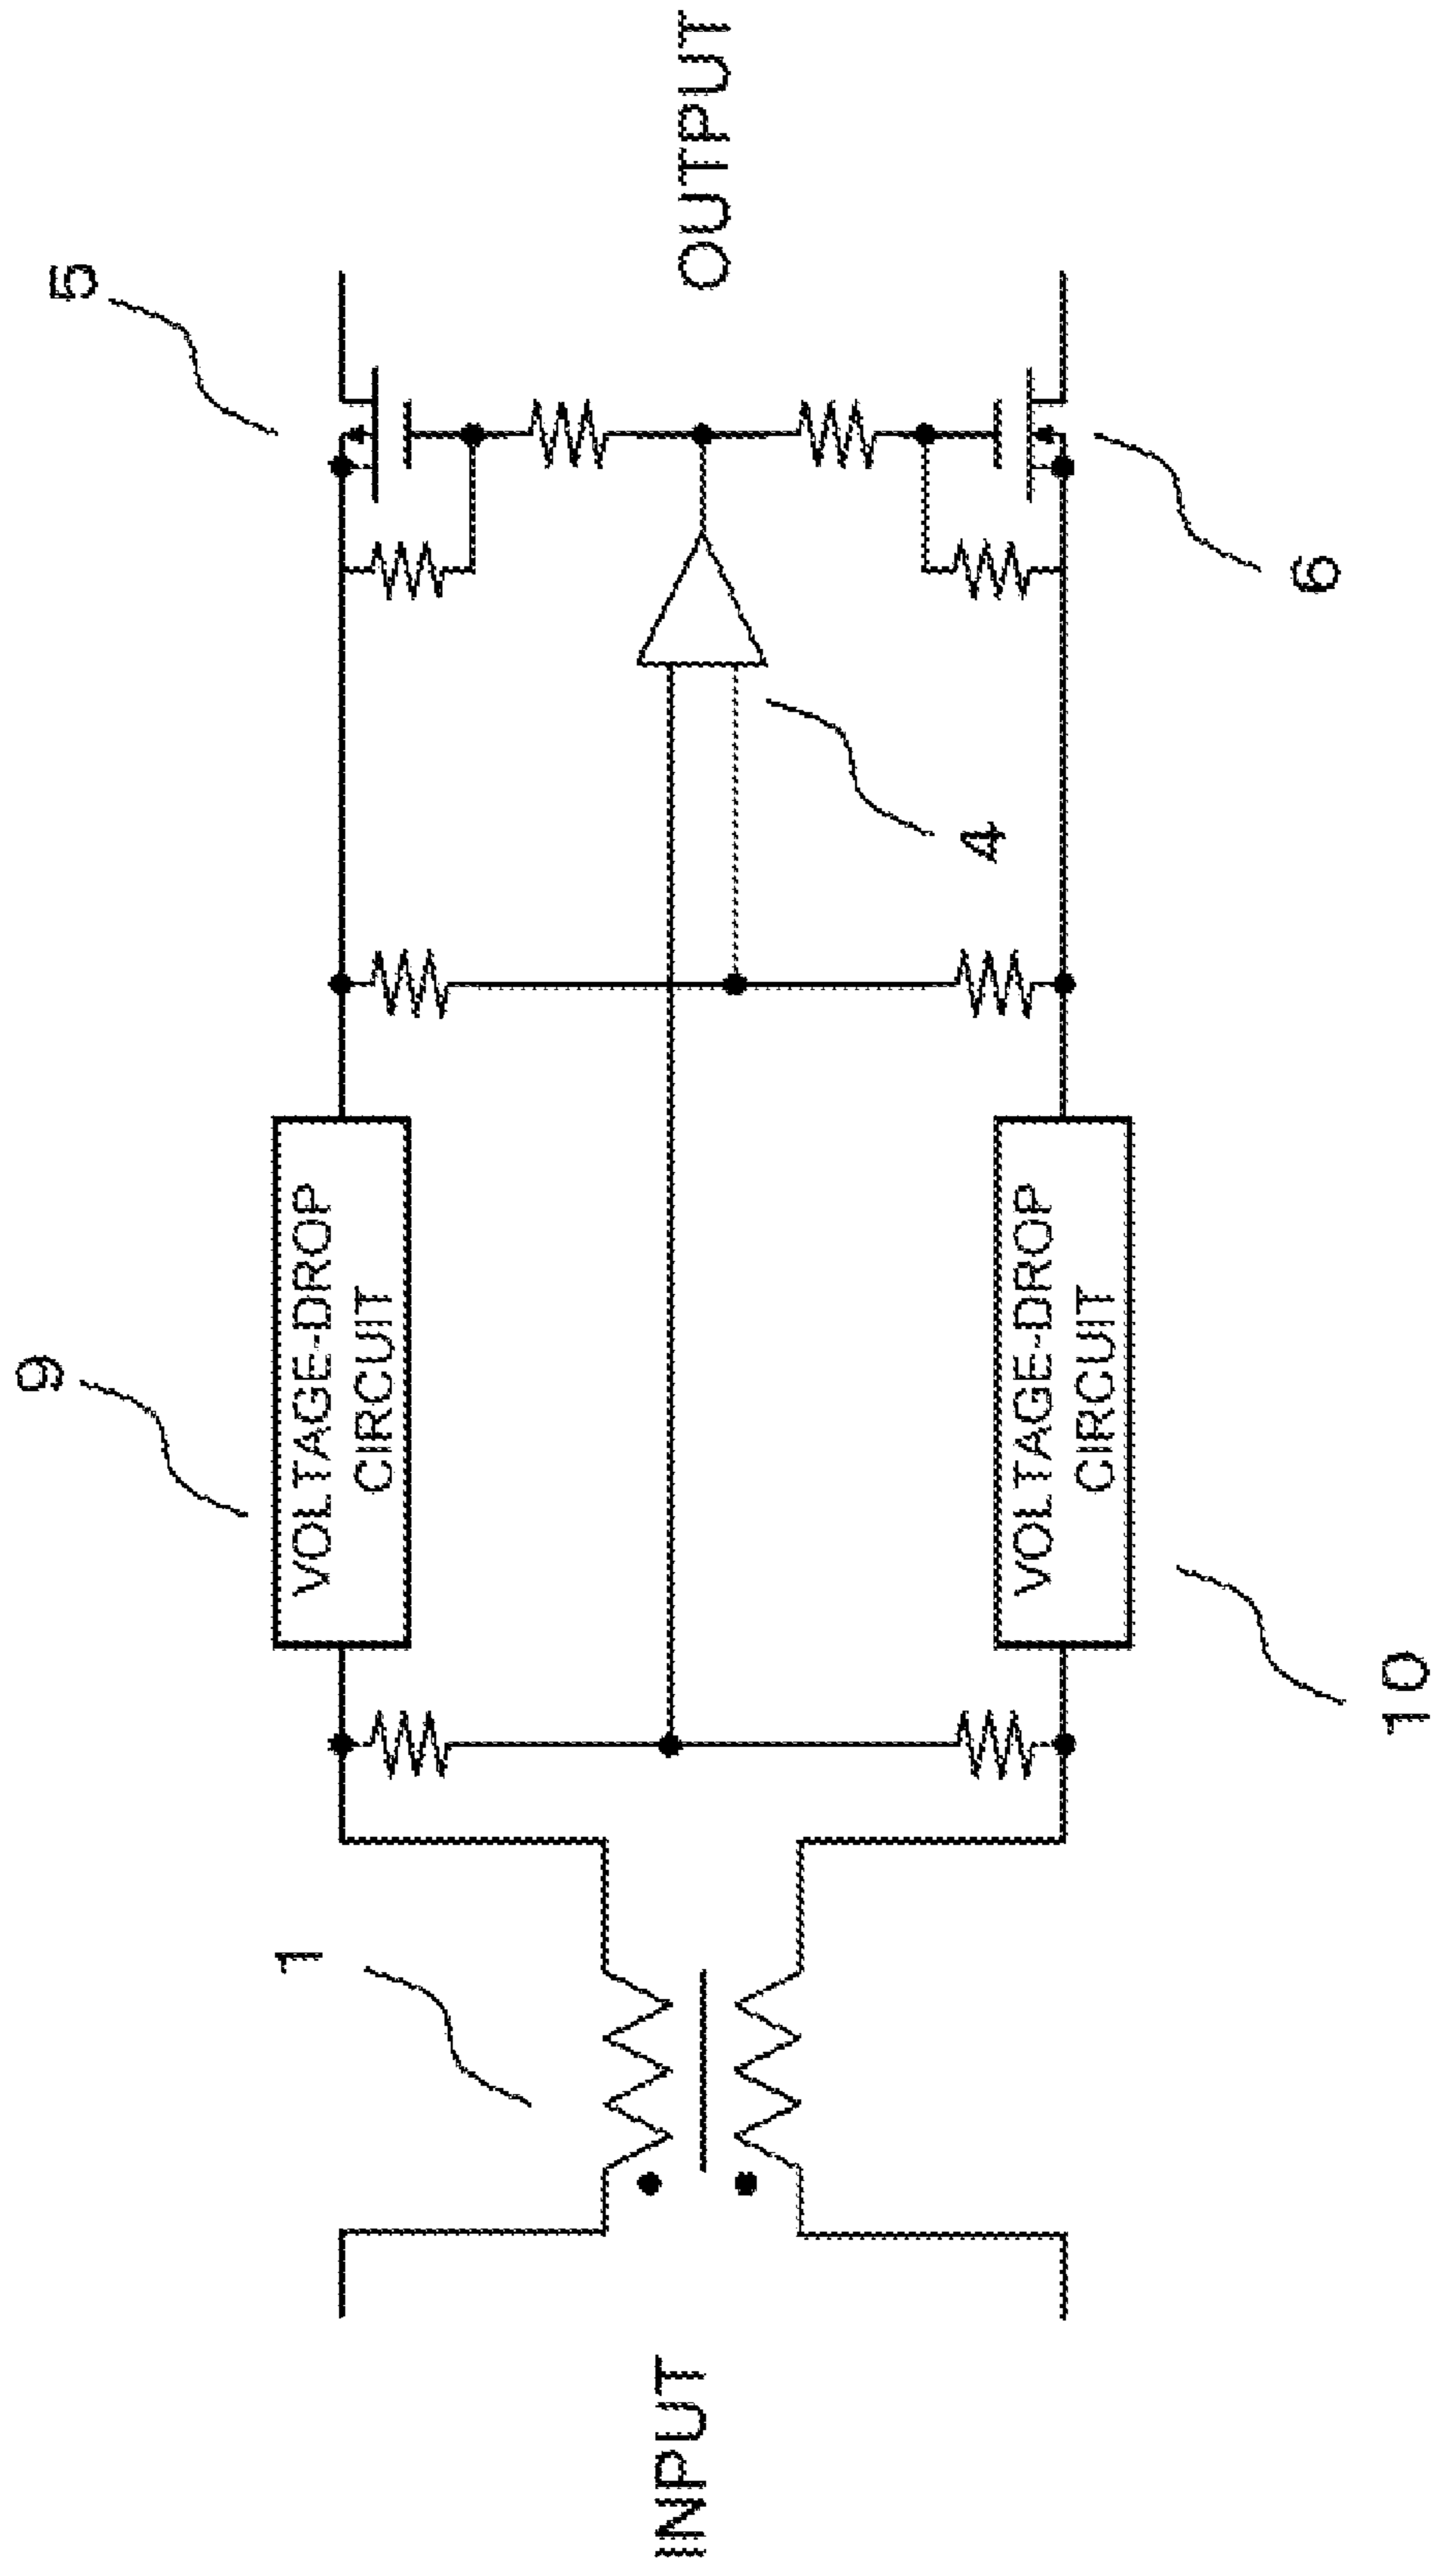 INPUT
1
9
VOLTAGE-DROP
CIRCUIT
10
VOLTAGE-DROP
CIRCUIT
4
5
6
OUTPUT